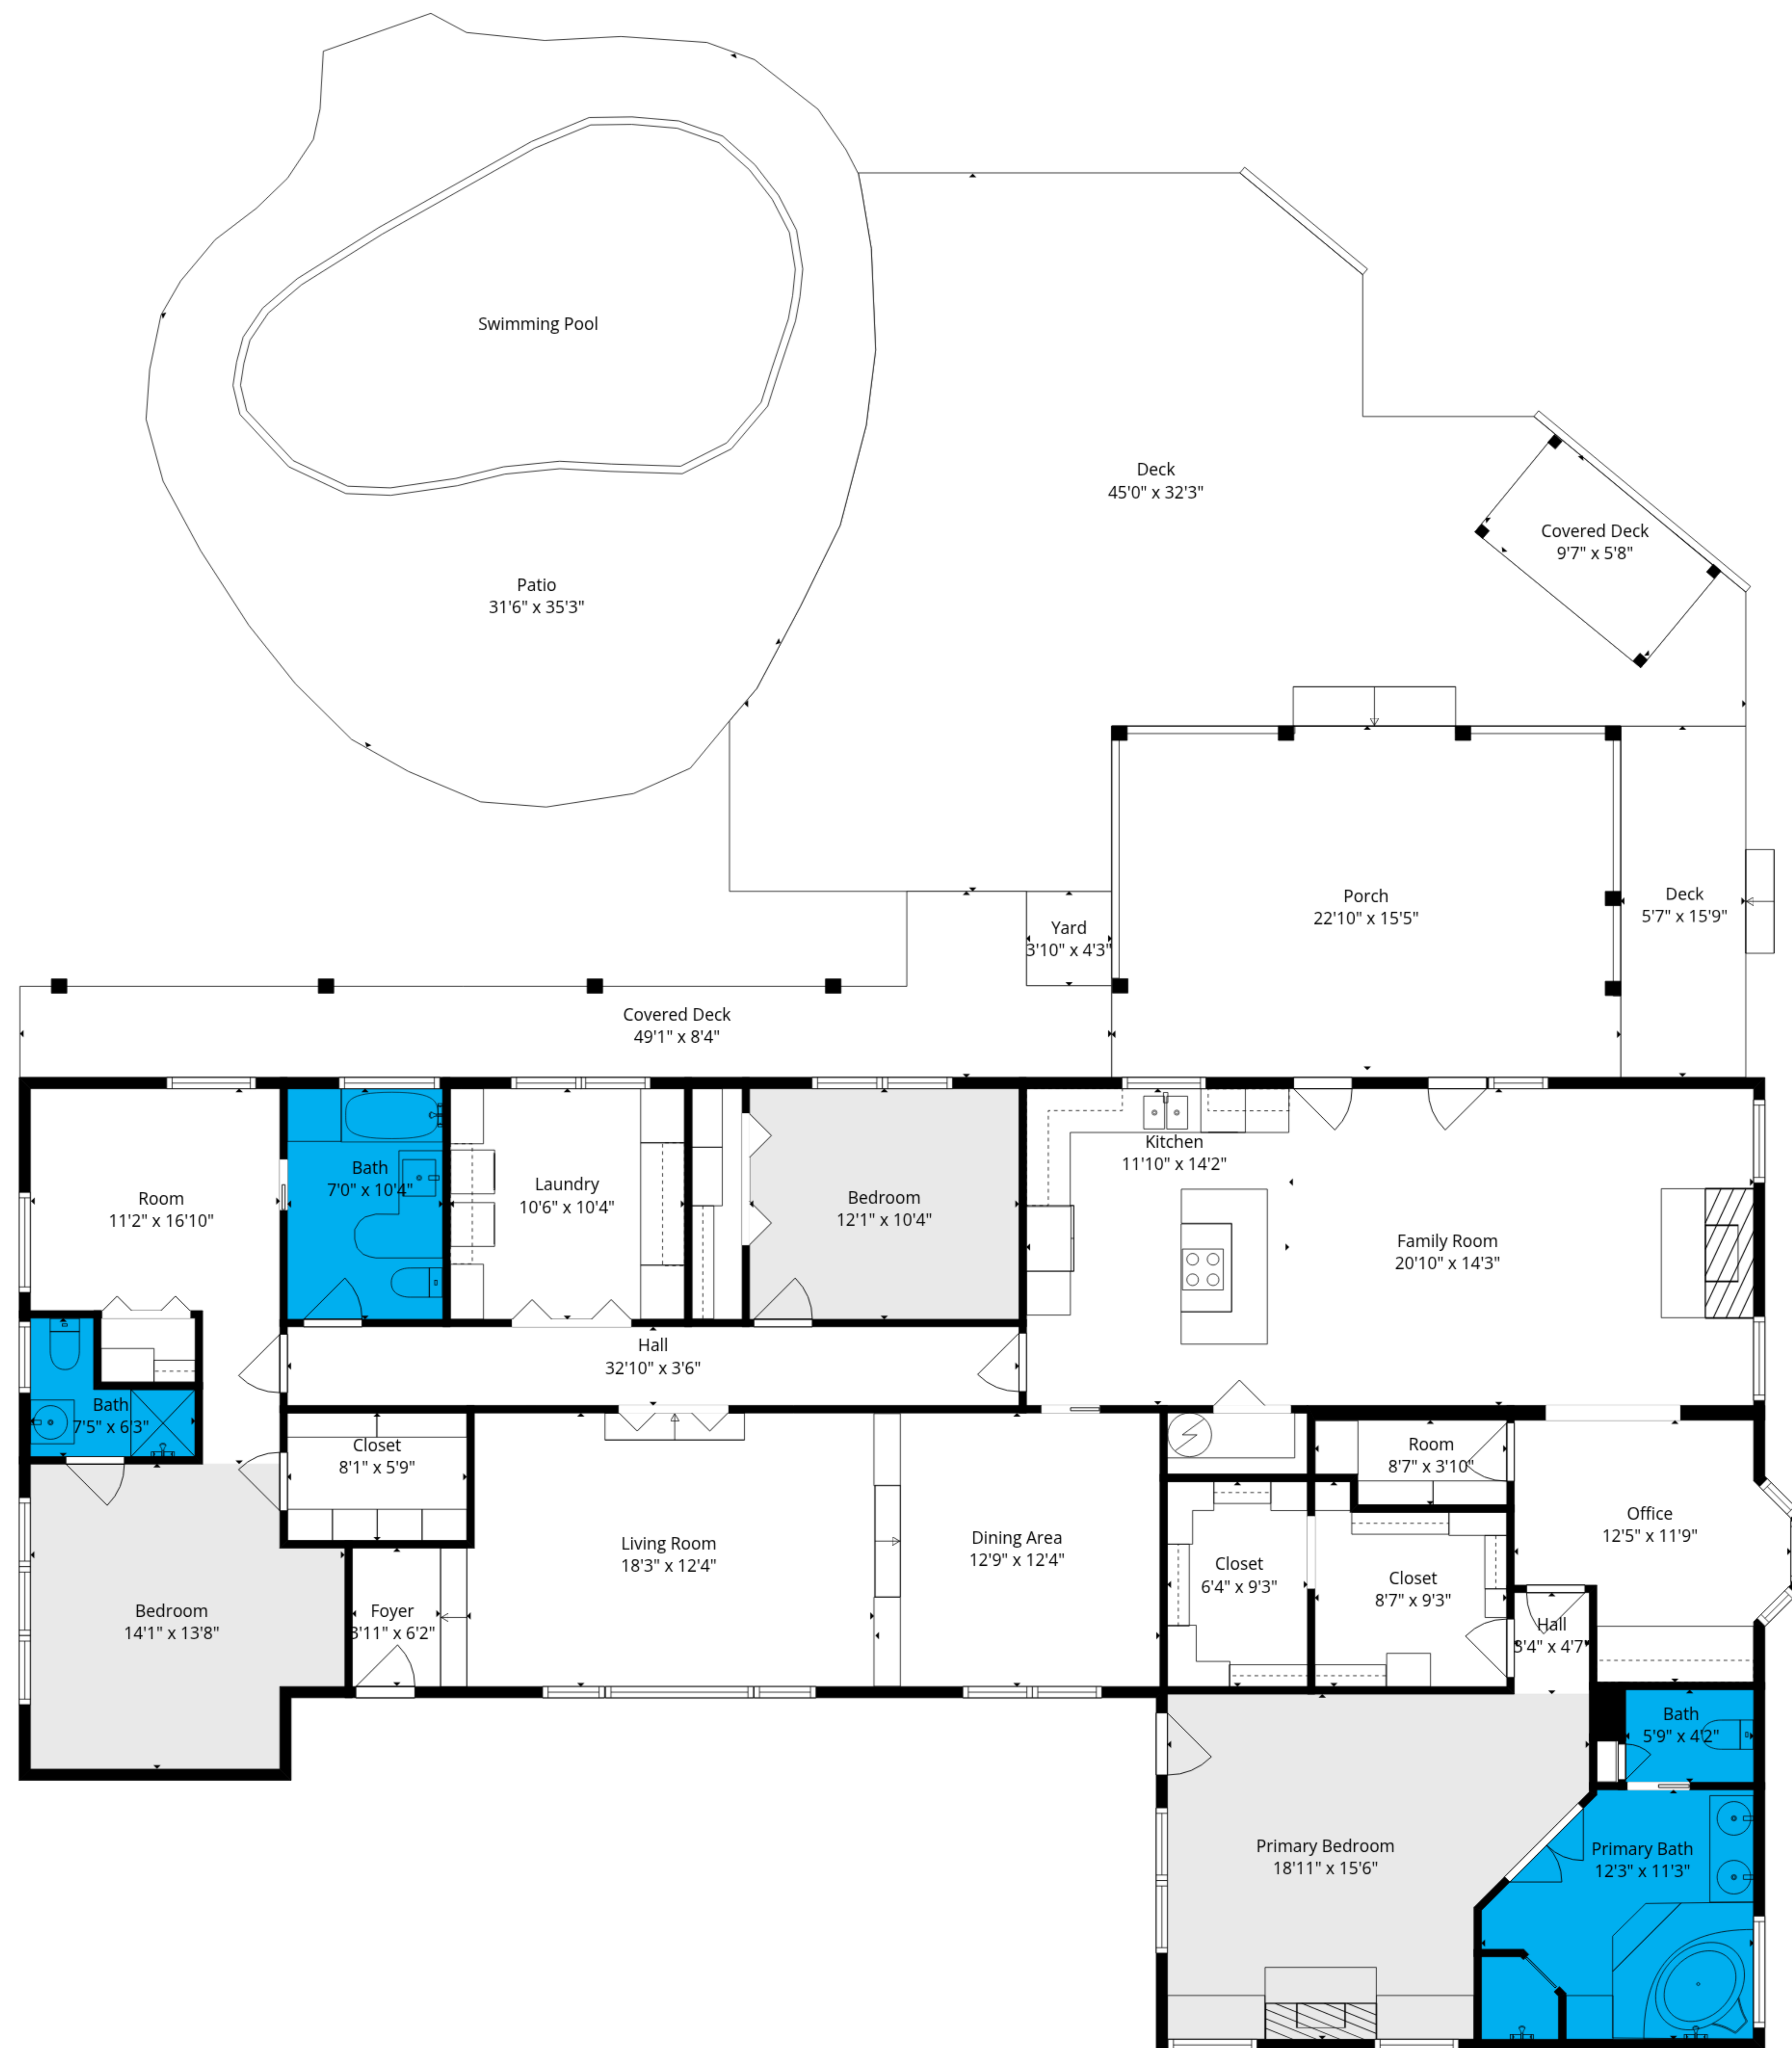 Swimming Pool
Deck
45'0" x 32'3"
Covered Deck
9'7" x 5'8"
Patio
31'6" x 35'3"
Porch
22'10" x 15'5"
Deck
5'7" x 15'9"
Yard
3'10" x 4'3"
Covered Deck
49'1" x 8'4"
Kitchen
11'10" x 14'2"
Bath
7'0" x 10'4"
Laundry
10'6" x 10'4"
Room
11'2" x 16'10"
Bedroom
12'1" x 10'4"
Family Room
20'10" x 14'3"
Hall
32'10" x 3'6"
Bath
7'5" x 6'3"
Closet
8'1" x 5'9"
Room
8'7" x 3'10"
Office
12'5" x 11'9"
Living Room
18'3" x 12'4"
Dining Area
12'9" x 12'4"
Closet
6'4" x 9'3"
Closet
8'7" x 9'3"
Bedroom
14'1" x 13'8"
Foyer
3'11" x 6'2"
Hall
3'4" x 4'7"
Bath
5'9" x 4'2"
Primary Bedroom
18'11" x 15'6"
Primary Bath
12'3" x 11'3"